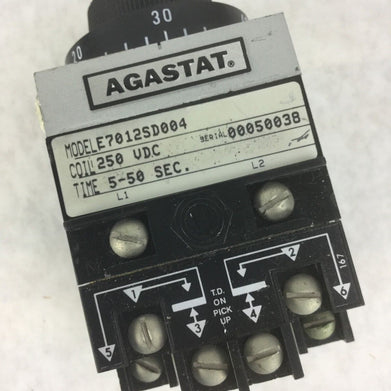 30
20
AGASTAT®
MODEL E7012SD004 SERIAL 00050038
COIL 250 VDC
TIME 5-50 SEC.
L1 L2
1 2
T.D.
ON
PICK
UP
3 4
5 6
167